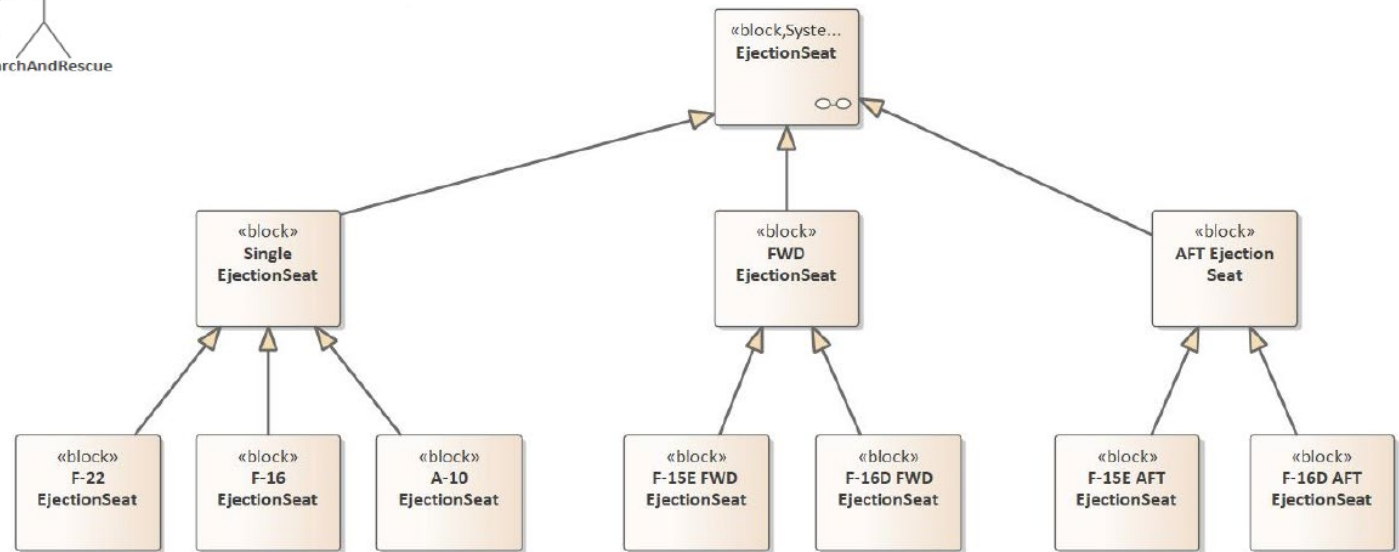 «block,Syste...
EjectionSeat
archAndRescue
«block»
Single
EjectionSeat
«block»
FWD
EjectionSeat
«block»
AFT Ejection
Seat
«block»
F-22
EjectionSeat
«block»
F-16
EjectionSeat
«block»
A-10
EjectionSeat
«block»
F-15E FWD
EjectionSeat
«block»
F-16D FWD
EjectionSeat
«block»
F-15E AFT
EjectionSeat
«block»
F-16D AFT
EjectionSeat